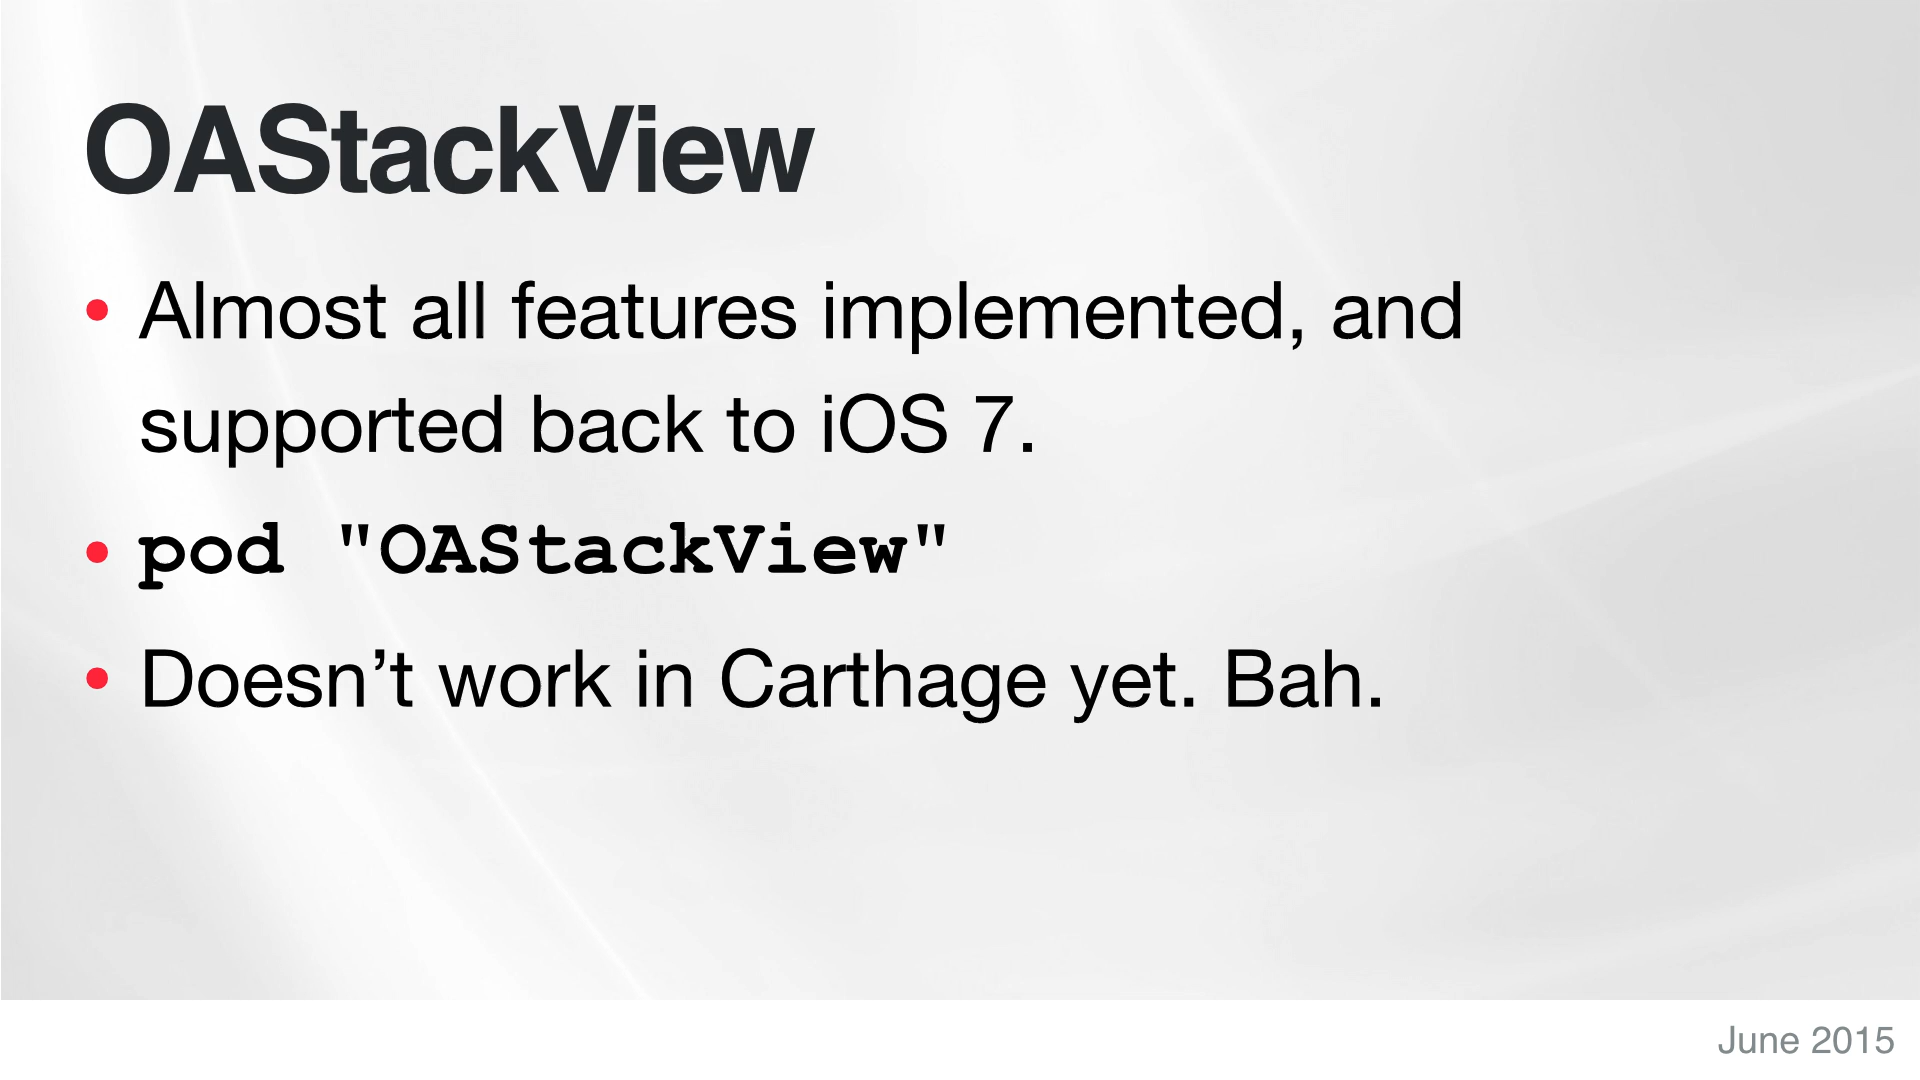 OAStackView
• Almost all features implemented, and
supported back to iOS 7.
• pod "OAStackView"
• Doesn’t work in Carthage yet. Bah.
June 2015